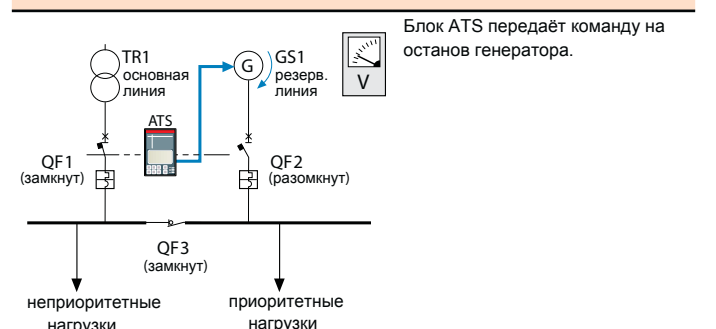 Блок ATS передаёт команду на
останов генератора.
TR1
основная
линия
G
GS1
резерв.
линия
V
ATS
QF1
(замкнут)
QF2
(разомкнут)
QF3
(замкнут)
неприоритетные
нагрузки
приоритетные
нагрузки